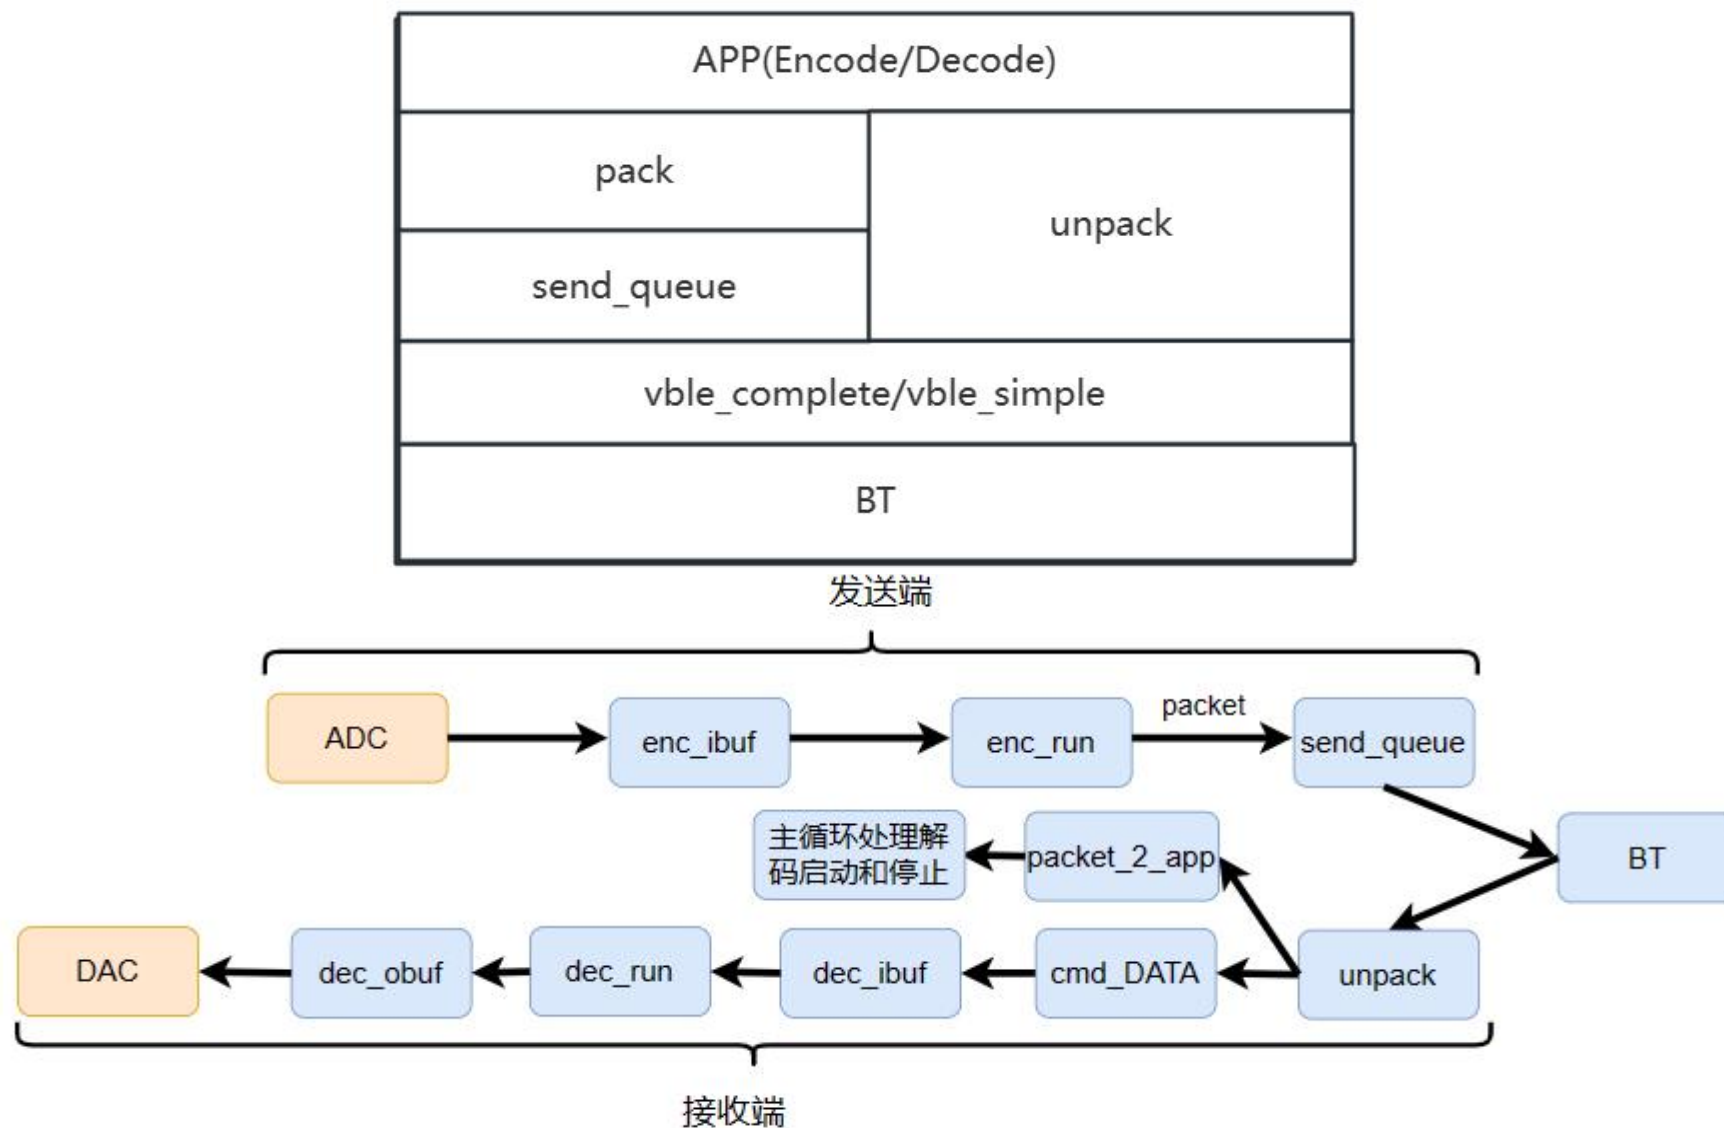 APP(Encode/Decode)
pack
unpack
send_queue
vble_complete/vble_simple
BT
发送端
ADC
enc_ibuf
enc_run
packet
send_queue
主循环处理解
码启动和停止
packet_2_app
BT
DAC
dec_obuf
dec_run
dec_ibuf
cmd_DATA
unpack
接收端